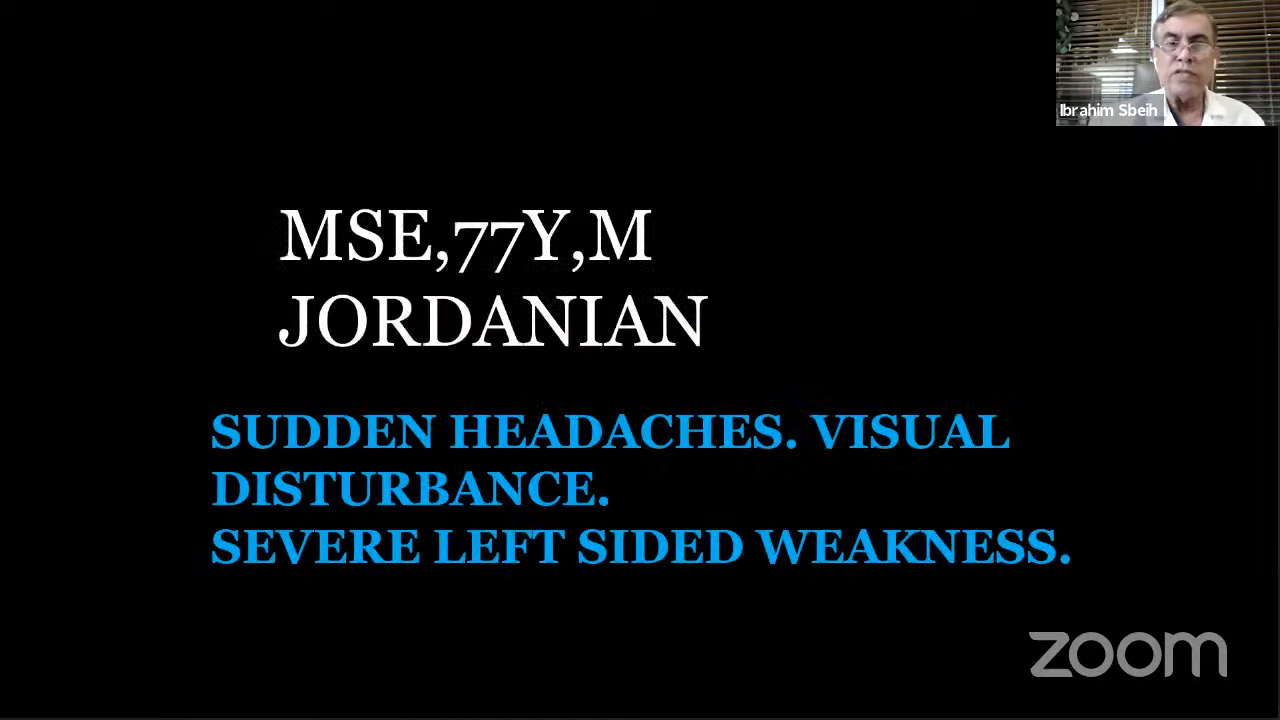 Ibrahim Sbeih
MSE,77Y,M
JORDANIAN
SUDDEN HEADACHES. VISUAL
DISTURBANCE.
SEVERE LEFT SIDED WEAKNESS.
zoom